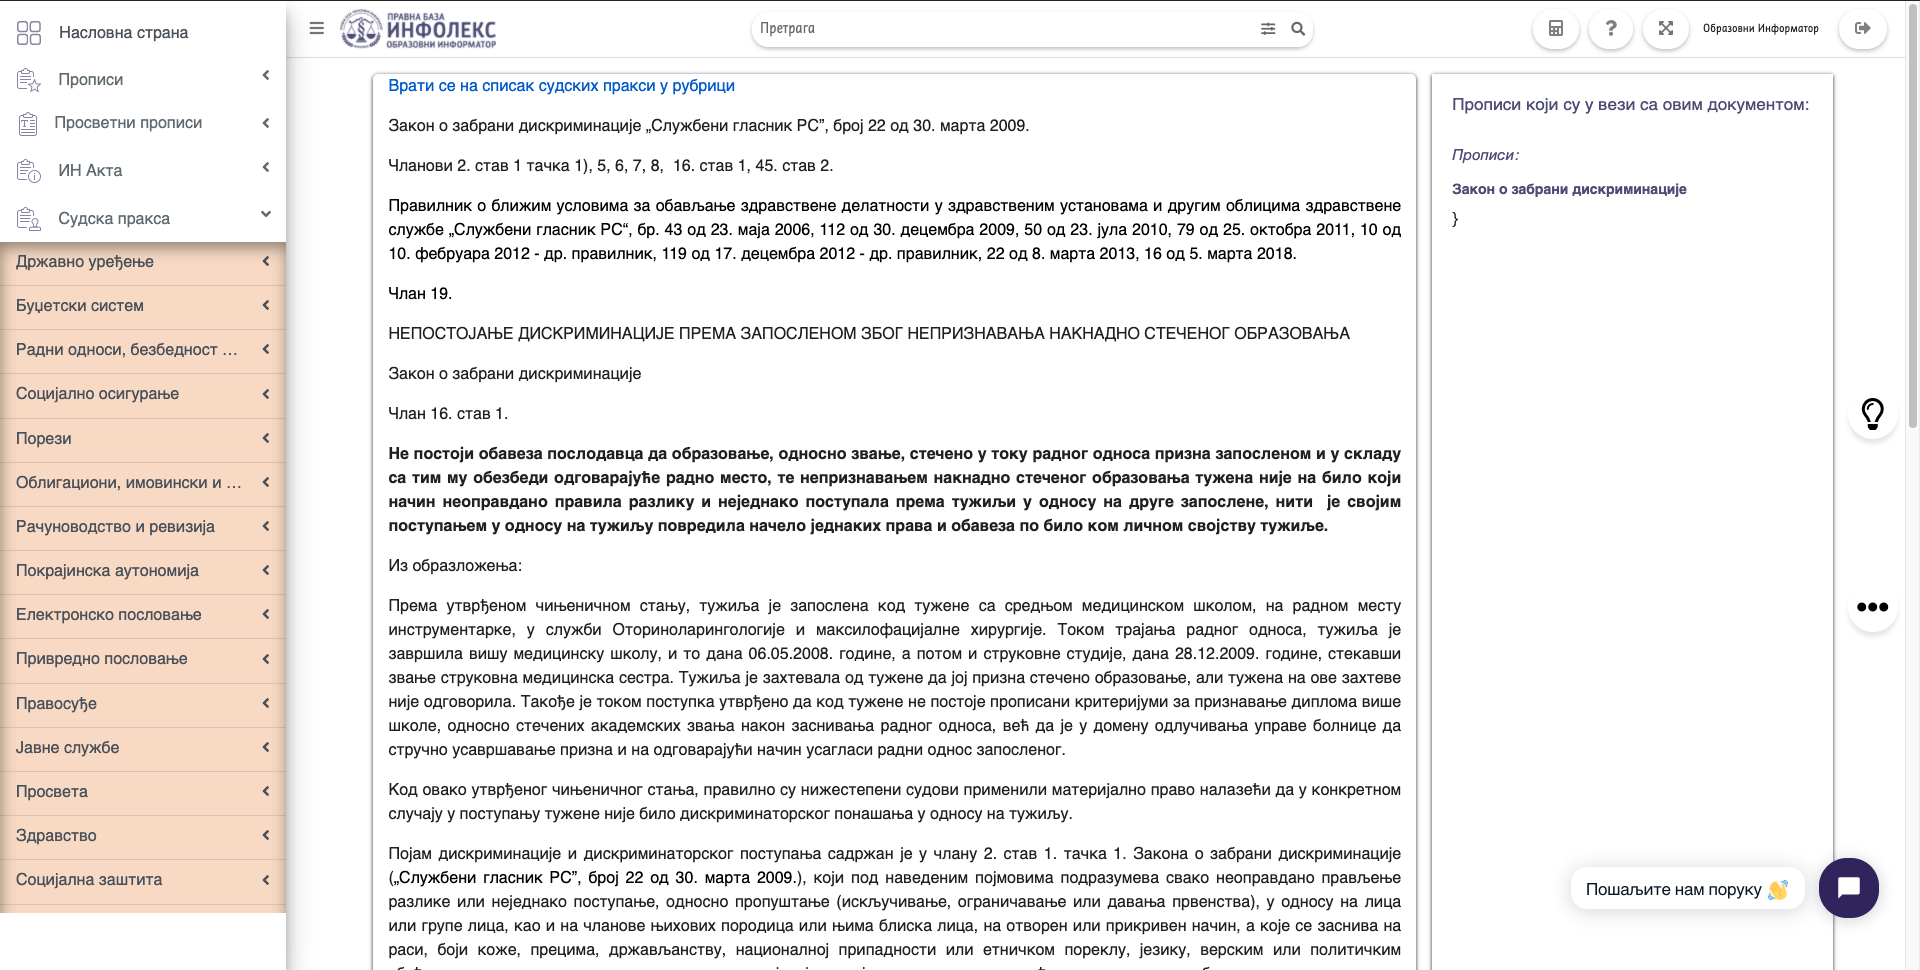 Насловна страна
Прописи
Просветни прописи
ИН Акта
Судска пракса
Државно уређење
Буџетски систем
Радни односи, безбедност ...
Социјално осигурање
Порези
Облигациони, имовински и ...
Рачуноводство и ревизија
Покрајинска аутономија
Електронско пословање
Привредно пословање
Правосуђе
Јавне службе
Просвета
Здравство
Социјална заштита
ПРАВНА БАЗА
ИНФОЛЕКС
ОБРАЗОВНИ ИНФОРМАТОР
Претрага
?
Образовни Информатор
Врати се на списак судских пракси у рубрици
Закон о забрани дискриминације „Службени гласник РС”, број 22 од 30. марта 2009.
Чланови 2. став 1 тачка 1), 5, 6, 7, 8, 16. став 1, 45. став 2.
Правилник о ближим условима за обављање здравствене делатности у здравственим установама и другим облицима здравствене
службе „Службени гласник РС“, бр. 43 од 23. маја 2006, 112 од 30. децембра 2009, 50 од 23. јула 2010, 79 од 25. октобра 2011, 10 од
10. фебруара 2012 - др. правилник, 119 од 17. децембра 2012 - др. правилник, 22 од 8. марта 2013, 16 од 5. марта 2018.
Члан 19.
НЕПОСТОЈАЊЕ ДИСКРИМИНАЦИЈЕ ПРЕМА ЗАПОСЛЕНОМ ЗБОГ НЕПРИЗНАВАЊА НАКНАДНО СТЕЧЕНОГ ОБРАЗОВАЊА
Закон о забрани дискриминације
Члан 16. став 1.
Не постоји обавеза послодавца да образовање, односно звање, стечено у току радног односа призна запосленом и у складу
са тим му обезбеди одговарајуће радно место, те непризнавањем накнадно стеченог образовања тужена није на било који
начин неоправдано правила разлику и неједнако поступала према тужиљи у односу на друге запослене, нити је својим
поступањем у односу на тужиљу повредила начело једнаких права и обавеза по било ком личном својству тужиље.
Из образложења:
Према утврђеном чињеничном стању, тужиља је запослена код тужене са средњом медицинском школом, на радном месту
инструментарке, у служби Оториноларингологије и максилофацијалне хирургије. Током трајања радног односа, тужиља је
завршила вишу медицинску школу, и то дана 06.05.2008. године, а потом и струковне студије, дана 28.12.2009. године, стекавши
звање струковна медицинска сестра. Тужиља је захтевала од тужене да јој призна стечено образовање, али тужена на ове захтеве
није одговорила. Такође је током поступка утврђено да код тужене не постоје прописани критеријуми за признавање диплома више
школе, односно стечених академских звања након заснивања радног односа, већ да је у домену одлучивања управе болнице да
стручно усавршавање призна и на одговарајући начин усагласи радни однос запосленог.
Код овако утврђеног чињеничног стања, правилно су нижестепени судови применили материјално право налазећи да у конкретном
случају у поступању тужене није било дискриминаторског понашања у односу на тужиљу.
Појам дискриминације и дискриминаторског поступања садржан је у члану 2. став 1. тачка 1. Закона о забрани дискриминације
(„Службени гласник РС”, број 22 од 30. марта 2009.), који под наведеним појмовима подразумева свако неоправдано прављење
разлике или неједнако поступање, односно пропуштање (искључивање, ограничавање или давања првенства), у односу на лица
или групе лица, као и на чланове њихових породица или њима блиска лица, на отворен или прикривен начин, а које се заснива на
раси, боји коже, прецима, држављанству, националној припадности или етничком пореклу, језику, верским или политичким
Прописи који су у вези са овим документом:
Прописи:
Закон о забрани дискриминације
}
Пошаљите нам поруку 👋